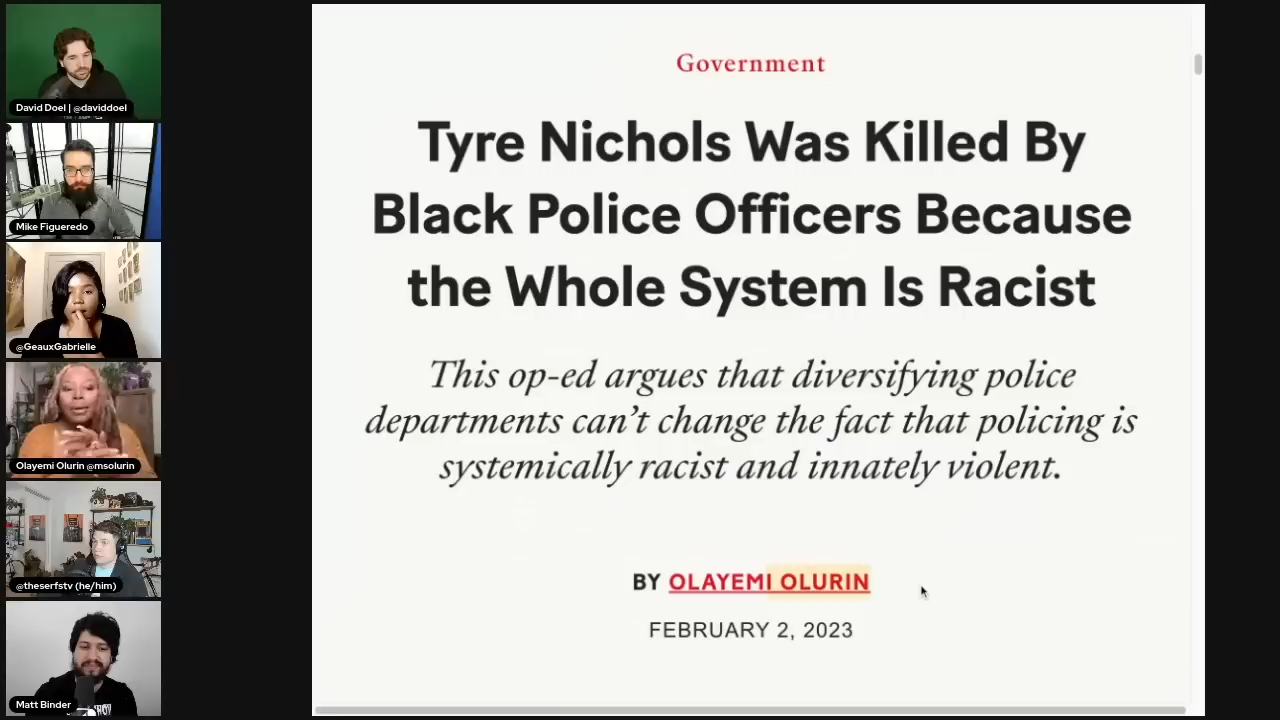 David Doel | @daviddoel
Mike Figueredo
@GeauxGabrielle
Olayemi Olurin @msolurin
@theserfstv (he/him)
Matt Binder
Government
Tyre Nichols Was Killed By
Black Police Officers Because
the Whole System Is Racist
This op-ed argues that diversifying police
departments can’t change the fact that policing is
systemically racist and innately violent.
BY OLAYEMI OLURIN
FEBRUARY 2, 2023